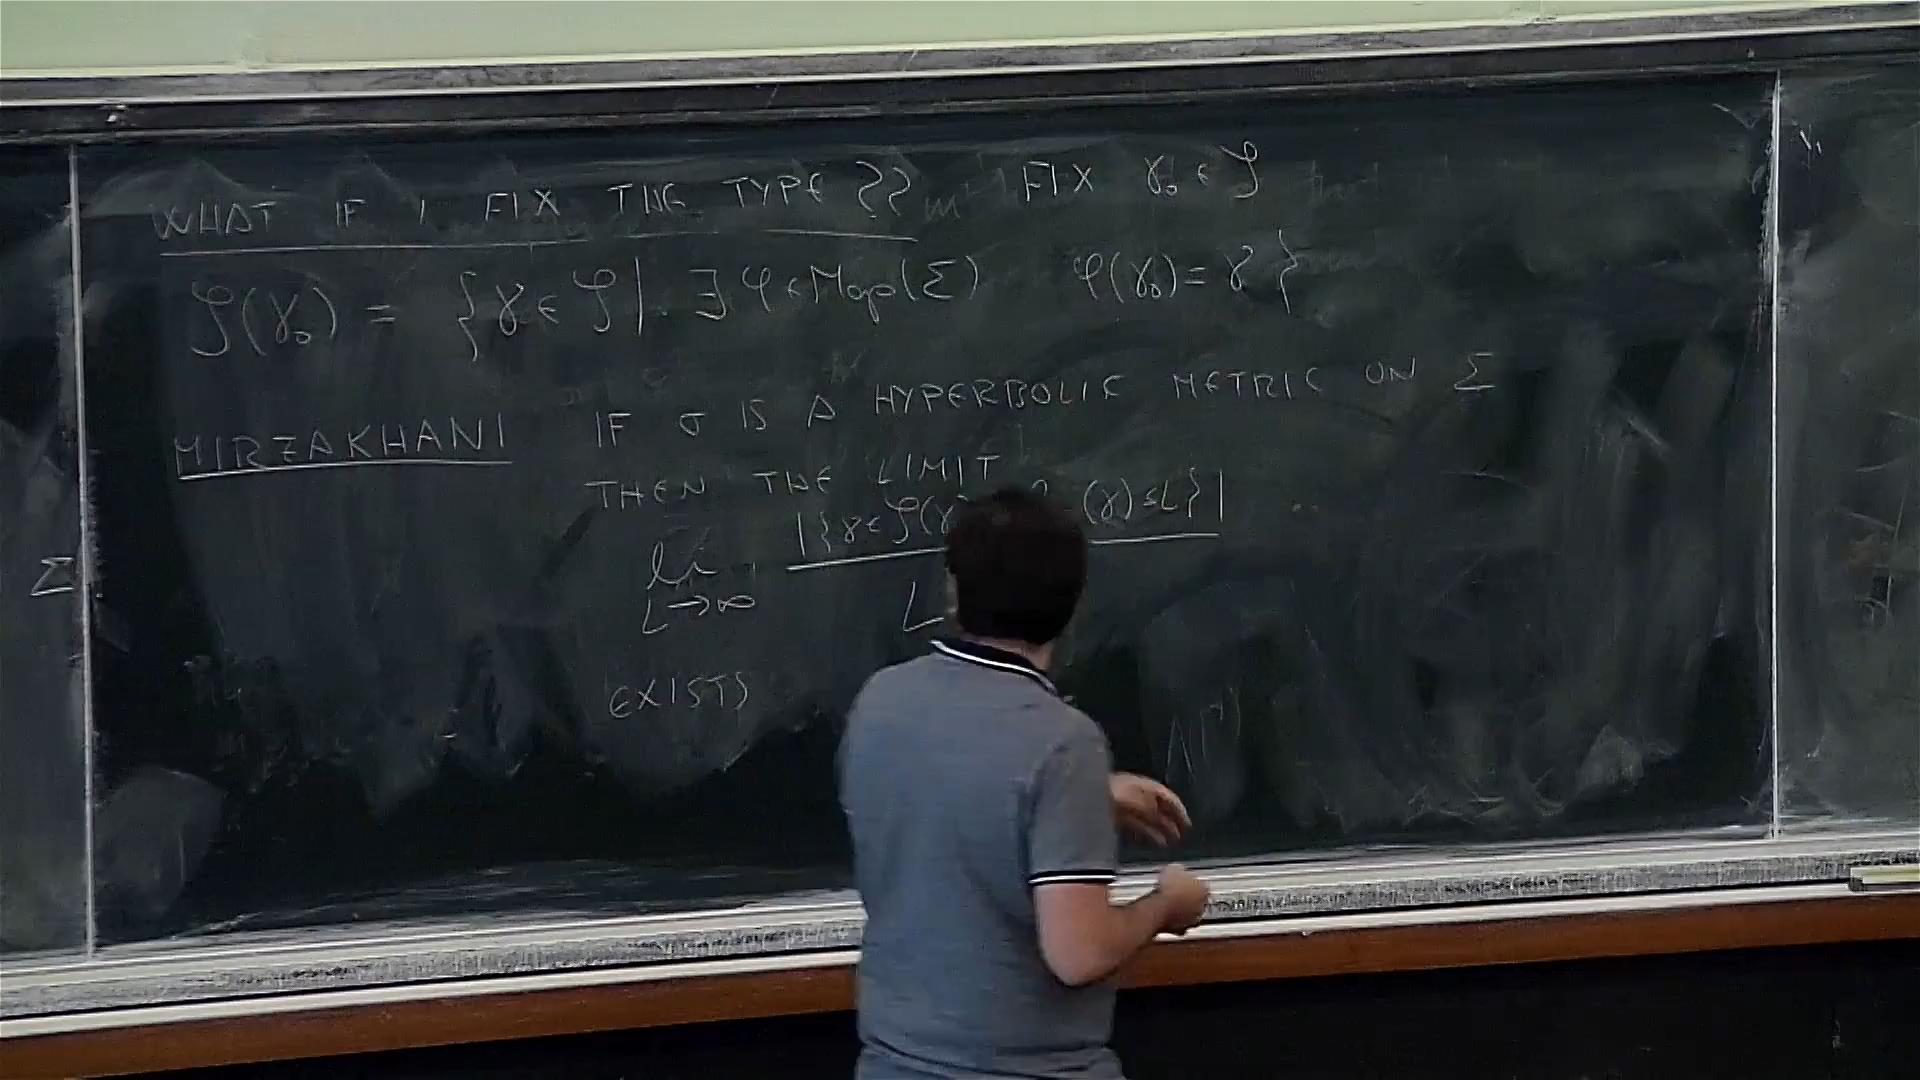 WHAT IF I FIX THE TYPE ?? FIX γ₀ ∈ 𝒮
𝒮(γ₀) = {γ ∈ 𝒮 | ∃ φ ∈ Map(Σ) φ(γ₀) = γ}
MIRZAKHANI IF σ IS A HYPERBOLIC METRIC ON Σ
THEN THE LIMIT
|{γ ∈ 𝒮(γ (γ) ≤ L}|
li
L → ∞ L
EXISTS
Σ